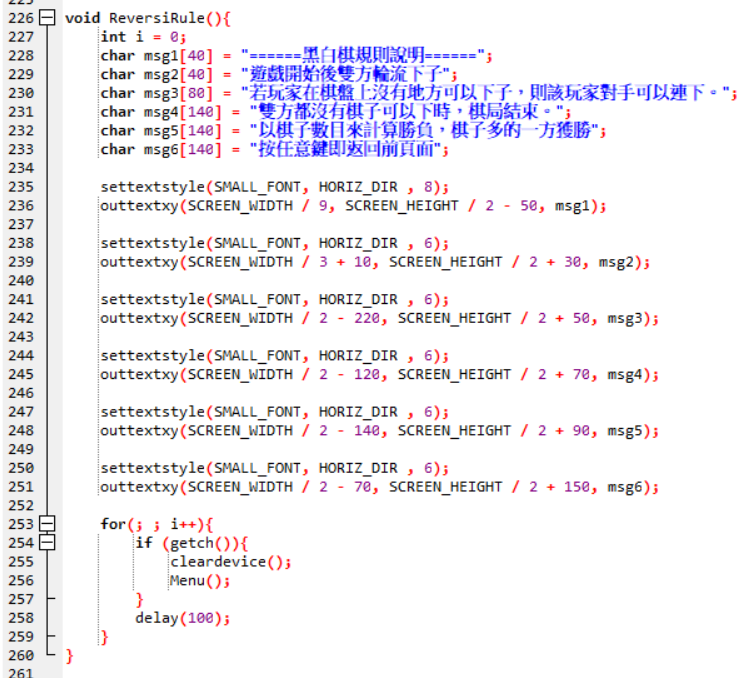 226 void ReversiRule(){
227 int i = 0;
228 char msg1[40] = "======黑白棋規則說明======";
229 char msg2[40] = "遊戲開始後雙方輪流下子";
230 char msg3[80] = "若玩家在棋盤上沒有地方可以下子，則該玩家對手可以連下。";
231 char msg4[140] = "雙方都沒有棋子可以下時，棋局結束。";
232 char msg5[140] = "以棋子數目來計算勝負，棋子多的一方獲勝";
233 char msg6[140] = "按任意鍵即返回前頁面";
234
235 settextstyle(SMALL_FONT, HORIZ_DIR , 8);
236 outtextxy(SCREEN_WIDTH / 9, SCREEN_HEIGHT / 2 - 50, msg1);
237
238 settextstyle(SMALL_FONT, HORIZ_DIR , 6);
239 outtextxy(SCREEN_WIDTH / 3 + 10, SCREEN_HEIGHT / 2 + 30, msg2);
240
241 settextstyle(SMALL_FONT, HORIZ_DIR , 6);
242 outtextxy(SCREEN_WIDTH / 2 - 220, SCREEN_HEIGHT / 2 + 50, msg3);
243
244 settextstyle(SMALL_FONT, HORIZ_DIR , 6);
245 outtextxy(SCREEN_WIDTH / 2 - 120, SCREEN_HEIGHT / 2 + 70, msg4);
246
247 settextstyle(SMALL_FONT, HORIZ_DIR , 6);
248 outtextxy(SCREEN_WIDTH / 2 - 140, SCREEN_HEIGHT / 2 + 90, msg5);
249
250 settextstyle(SMALL_FONT, HORIZ_DIR , 6);
251 outtextxy(SCREEN_WIDTH / 2 - 70, SCREEN_HEIGHT / 2 + 150, msg6);
252
253 for(; ; i++){
254 if (getch()){
255 cleardevice();
256 Menu();
257 }
258 delay(100);
259 }
260 }
261